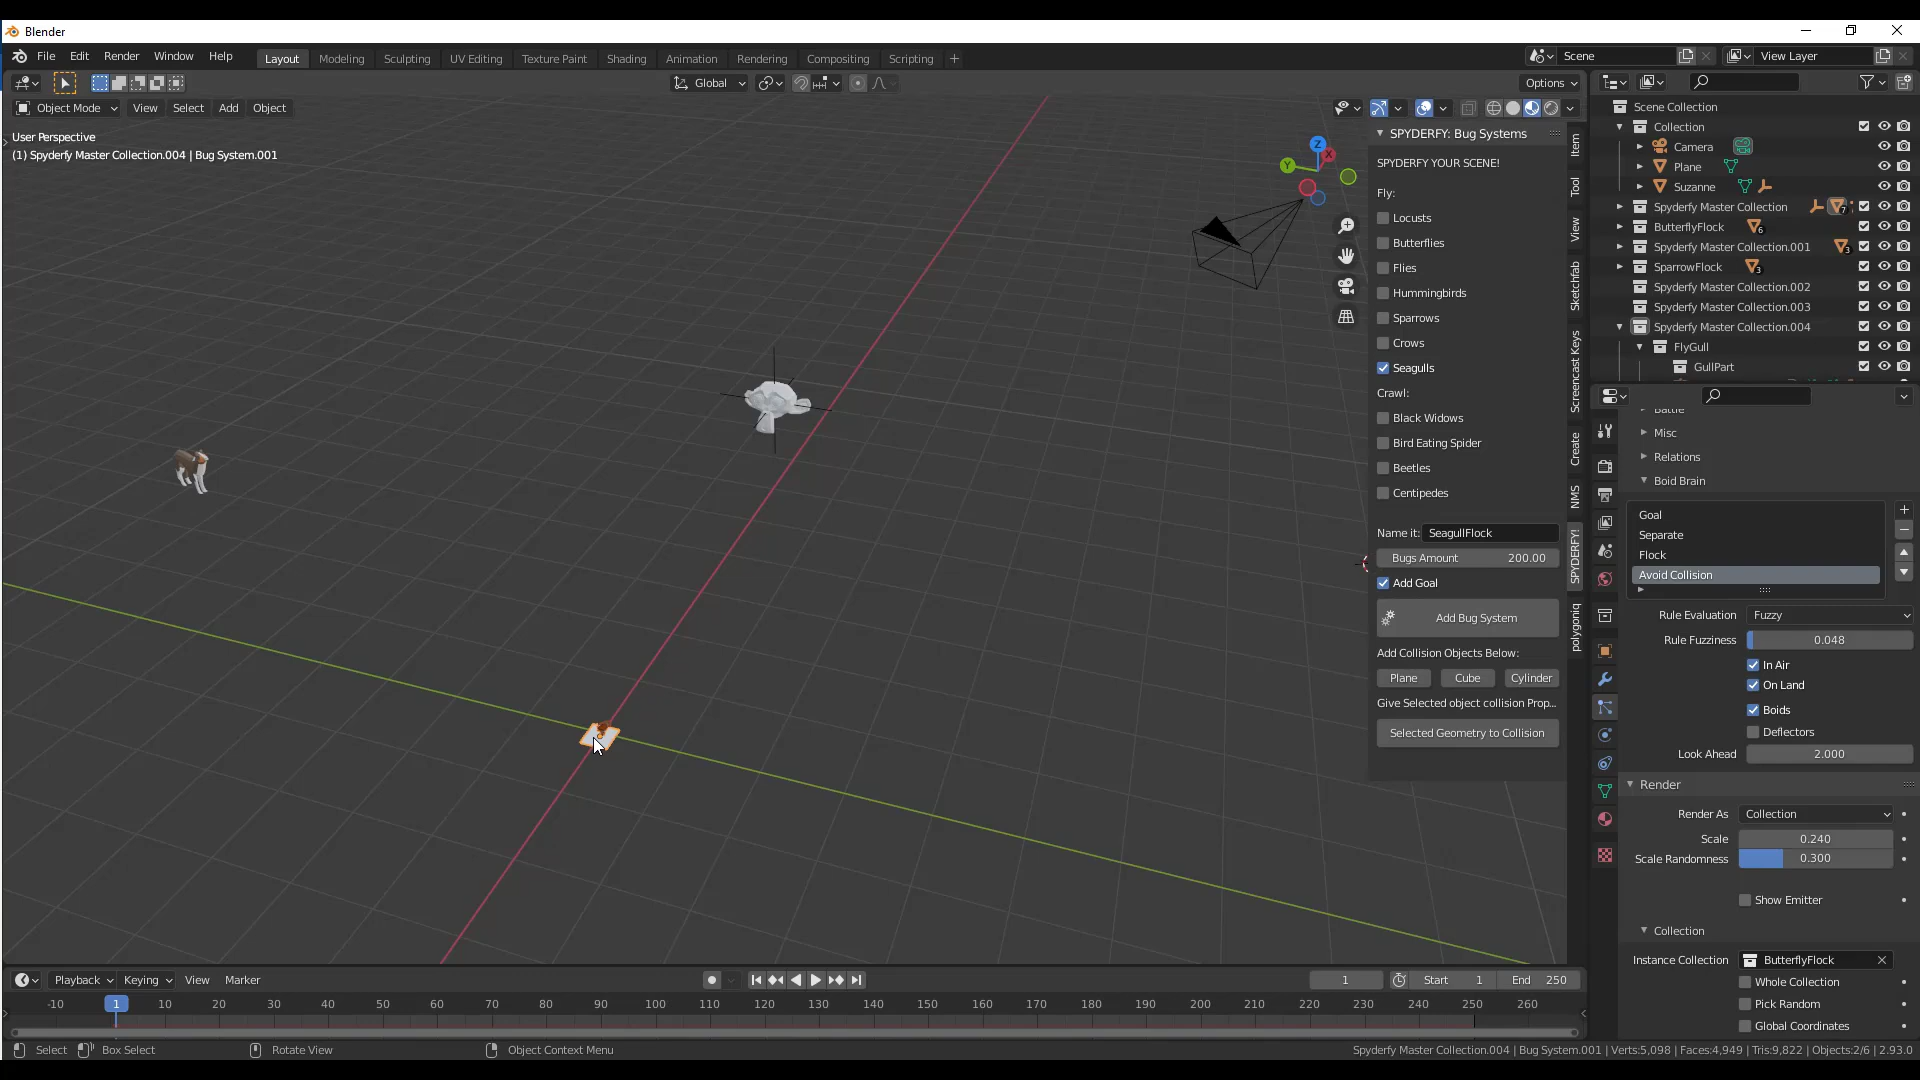 Blender
File Edit Render Window Help
Layout Modeling Sculpting UV Editing Texture Paint Shading Animation Rendering Compositing Scripting +
Scene
View Layer
Global
Options
Object Mode View Select Add Object
User Perspective
(1) Spyderfy Master Collection.004 | Bug System.001
Z
X
Y
SPYDERFY: Bug Systems
SPYDERFY YOUR SCENE!
Fly:
Locusts
Butterflies
Flies
Hummingbirds
Sparrows
Crows
Seagulls
Crawl:
Black Widows
Bird Eating Spider
Beetles
Centipedes
Name it: SeagullFlock
Bugs Amount 200.00
Add Goal
Add Bug System
Add Collision Objects Below:
Plane Cube Cylinder
Give Selected object collision Prop...
Selected Geometry to Collision
Item
Tool
View
Sketchfab
Screencast Keys
Create
NMS
SPYDERFY!
polygoniq
Scene Collection
Collection
Camera
Plane
Suzanne
Spyderfy Master Collection 7
ButterflyFlock 6
Spyderfy Master Collection.001 3
SparrowFlock 3
Spyderfy Master Collection.002
Spyderfy Master Collection.003
Spyderfy Master Collection.004
FlyGull
GullPart
Battle
Misc
Relations
Boid Brain
Goal
Separate
Flock
Avoid Collision
Rule Evaluation Fuzzy
Rule Fuzziness 0.048
In Air
On Land
Boids
Deflectors
Look Ahead 2.000
Render
Render As Collection
Scale 0.240
Scale Randomness 0.300
Show Emitter
Collection
Instance Collection ButterflyFlock
Whole Collection
Pick Random
Global Coordinates
Playback Keying View Marker
1 Start 1 End 250
-10 1 10 20 30 40 50 60 70 80 90 100 110 120 130 140 150 160 170 180 190 200 210 220 230 240 250 260
Select Box Select Rotate View Object Context Menu
Spyderfy Master Collection.004 | Bug System.001 | Verts:5,098 | Faces:4,949 | Tris:9,822 | Objects:2/6 | 2.93.0